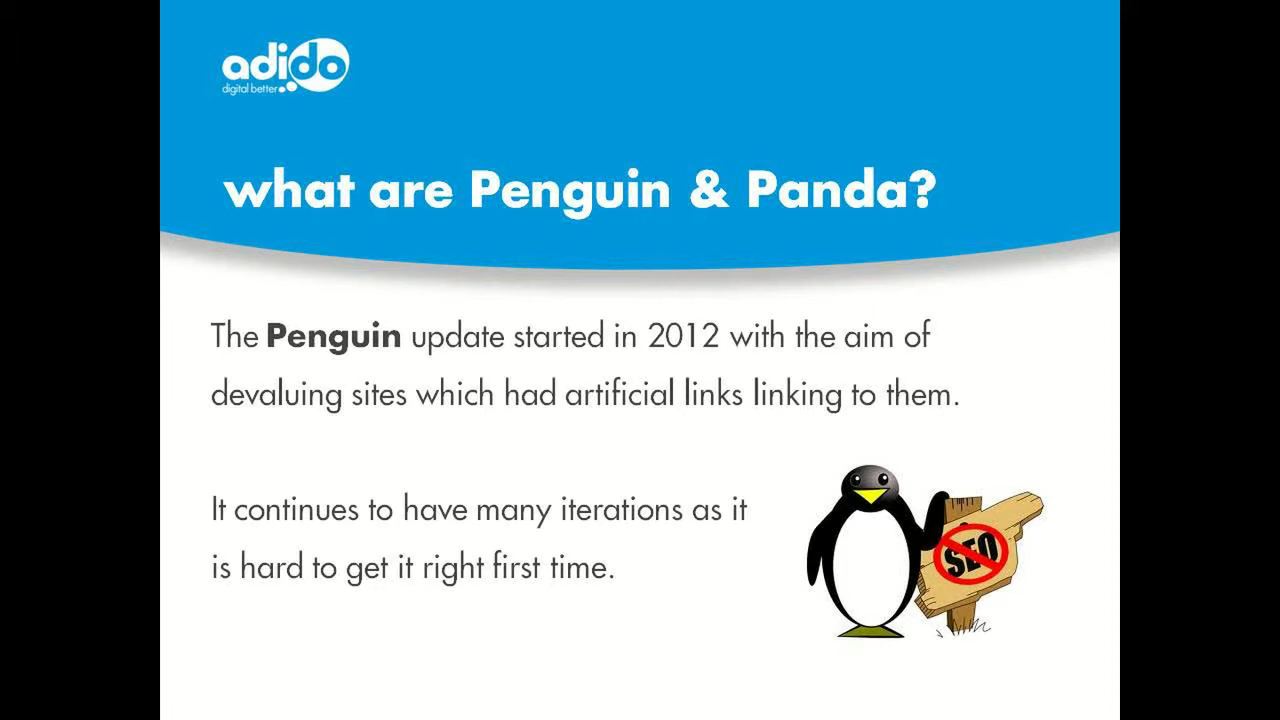 adido
digital better
what are Penguin & Panda?
The Penguin update started in 2012 with the aim of
devaluing sites which had artificial links linking to them.
It continues to have many iterations as it
is hard to get it right first time.
SEO